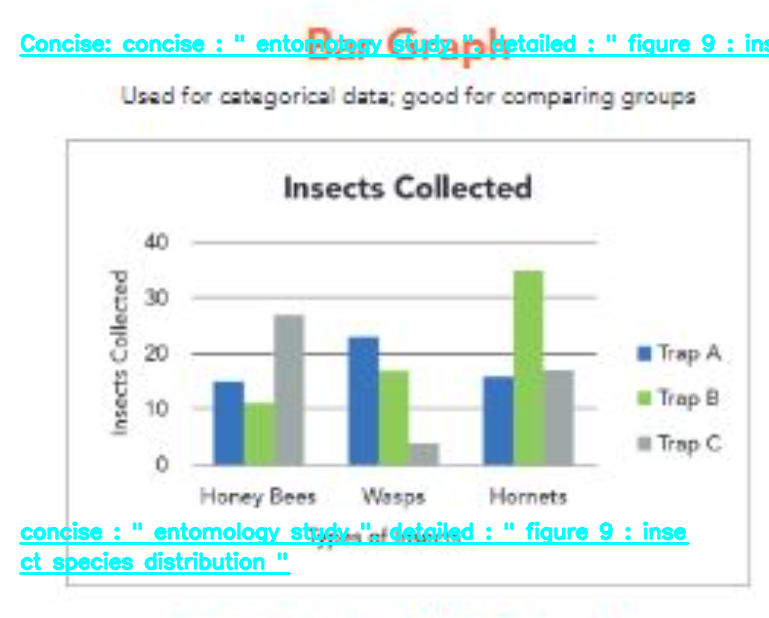 Bar Graph
Concise: concise : " entomology study " detailed : " figure 9 : ins
Used for categorical data; good for comparing groups
Insects Collected
40
30
20
10
0
Insects Collected
Trap A
Trap B
Trap C
Honey Bees Wasps Hornets
Types of Insects
concise : " entomology study " detailed : " figure 9 : inse
ct species distribution "